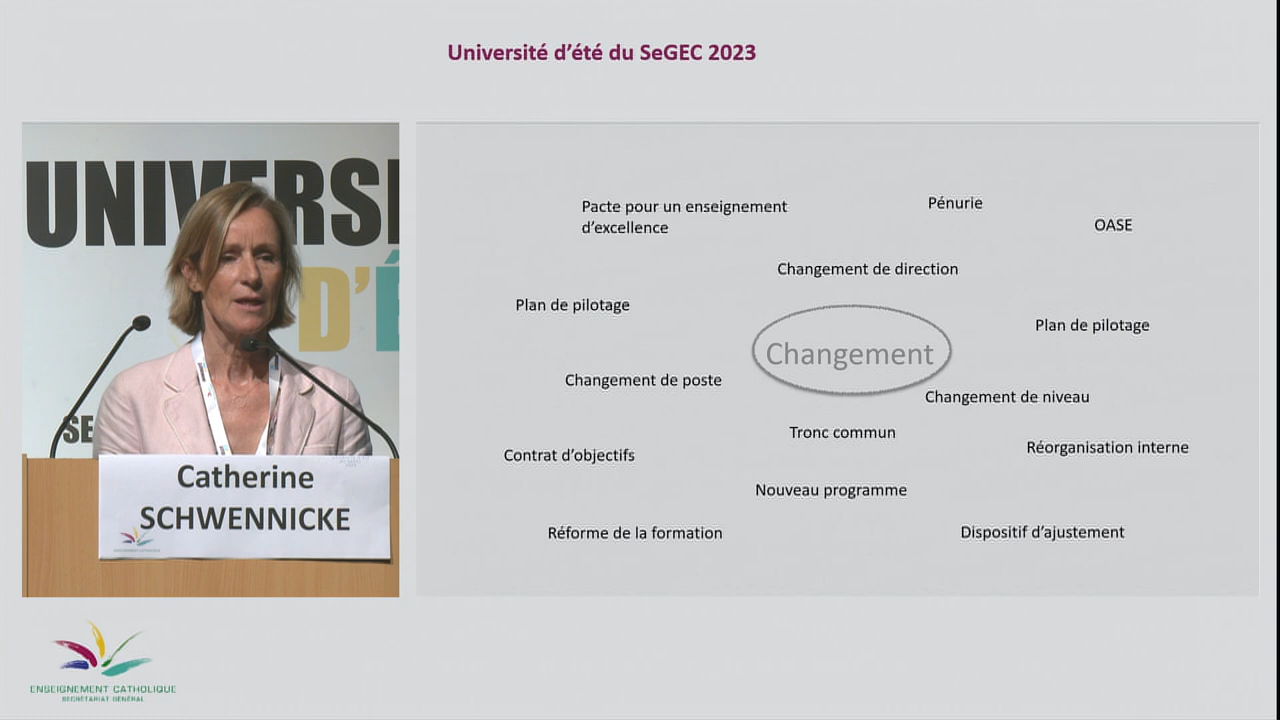 Université d’été du SeGEC 2023
UNIVERSI
D’É
SE
Catherine
SCHWENNICKE
ENSEIGNEMENT CATHOLIQUE
SECRÉTARIAT GÉNÉRAL
Pacte pour un enseignement
d’excellence
Pénurie
OASE
Changement de direction
Plan de pilotage
Plan de pilotage
Changement
Changement de poste
Changement de niveau
Tronc commun
Réorganisation interne
Contrat d’objectifs
Nouveau programme
Réforme de la formation
Dispositif d’ajustement